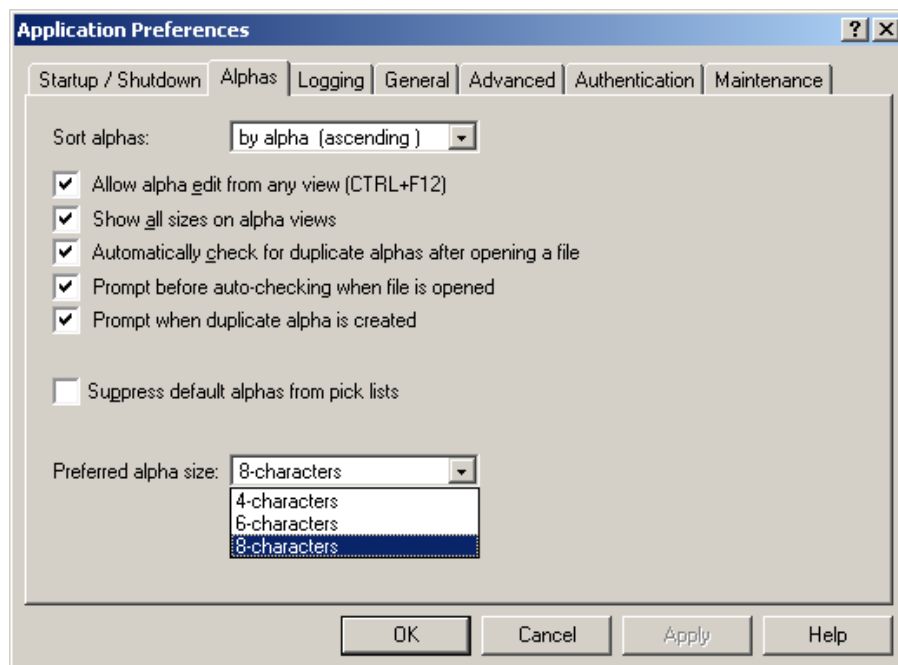 Application Preferences
Startup / Shutdown Alphas Logging General Advanced Authentication Maintenance
Sort alphas: by alpha (ascending )
Allow alpha edit from any view (CTRL+F12)
Show all sizes on alpha views
Automatically check for duplicate alphas after opening a file
Prompt before auto-checking when file is opened
Prompt when duplicate alpha is created
Suppress default alphas from pick lists
Preferred alpha size: 8-characters
4-characters
6-characters
8-characters
OK Cancel Apply Help